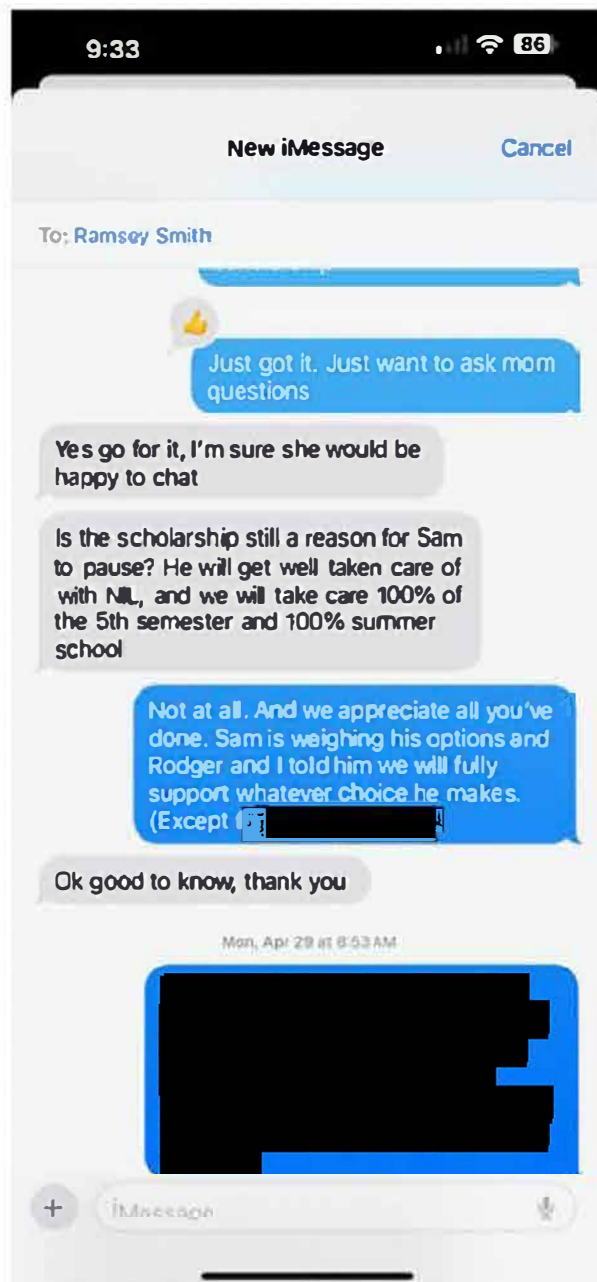 9:33
86
New iMessage
Cancel
To: Ramsey Smith
Just got it. Just want to ask mom
questions
Yes go for it, I'm sure she would be
happy to chat
Is the scholarship still a reason for Sam
to pause? He will get well taken care of
with NIL, and we will take care 100% of
the 5th semester and 100% summer
school
Not at all. And we appreciate all you've
done. Sam is weighing his options and
Rodger and I told him we will fully
support whatever choice he makes.
(Except
Ok good to know, thank you
Mon, Apr 29 at 8:53 AM
iMessage